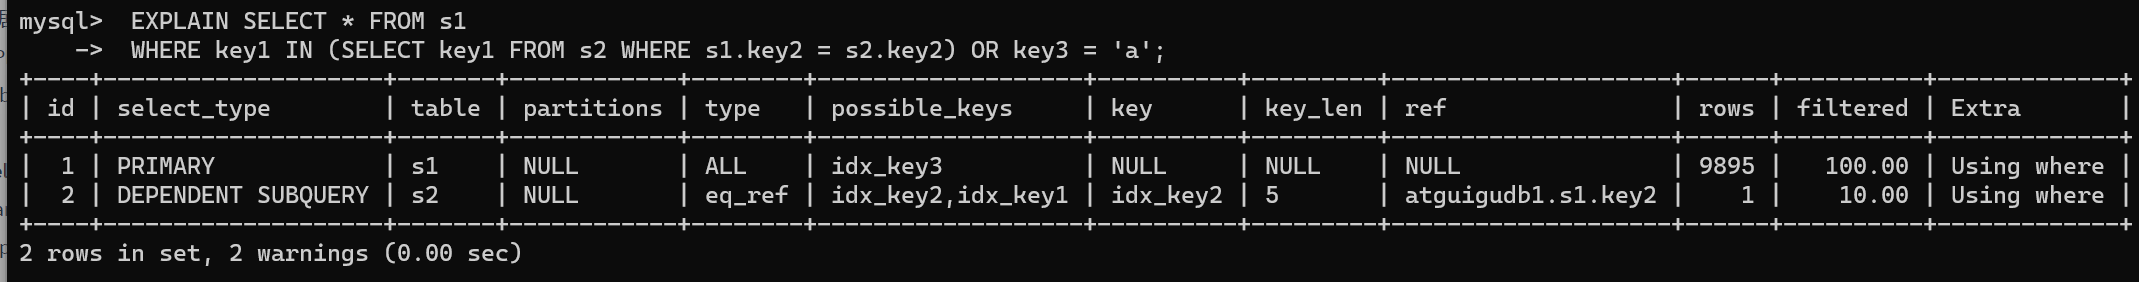 mysql>  EXPLAIN SELECT * FROM s1
    ->  WHERE key1 IN (SELECT key1 FROM s2 WHERE s1.key2 = s2.key2) OR key3 = 'a';
+----+--------------------+-------+------------+--------+-------------------+----------+---------+---------------------+------+----------+-------------+
| id | select_type        | table | partitions | type   | possible_keys     | key      | key_len | ref                 | rows | filtered | Extra       |
+----+--------------------+-------+------------+--------+-------------------+----------+---------+---------------------+------+----------+-------------+
|  1 | PRIMARY            | s1    | NULL       | ALL    | idx_key3          | NULL     | NULL    | NULL                | 9895 |   100.00 | Using where |
|  2 | DEPENDENT SUBQUERY | s2    | NULL       | eq_ref | idx_key2,idx_key1 | idx_key2 | 5       | atguigudb1.s1.key2  |    1 |    10.00 | Using where |
+----+--------------------+-------+------------+--------+-------------------+----------+---------+---------------------+------+----------+-------------+
2 rows in set, 2 warnings (0.00 sec)